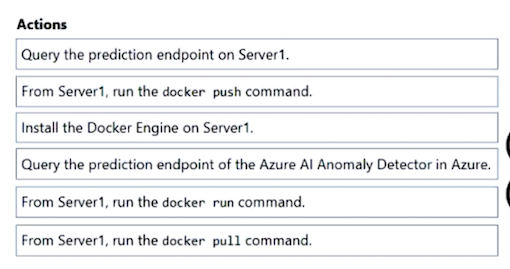 Actions
Query the prediction endpoint on Server1.
From Server1, run the docker push command.
Install the Docker Engine on Server1.
Query the prediction endpoint of the Azure AI Anomaly Detector in Azure.
From Server1, run the docker run command.
From Server1, run the docker pull command.